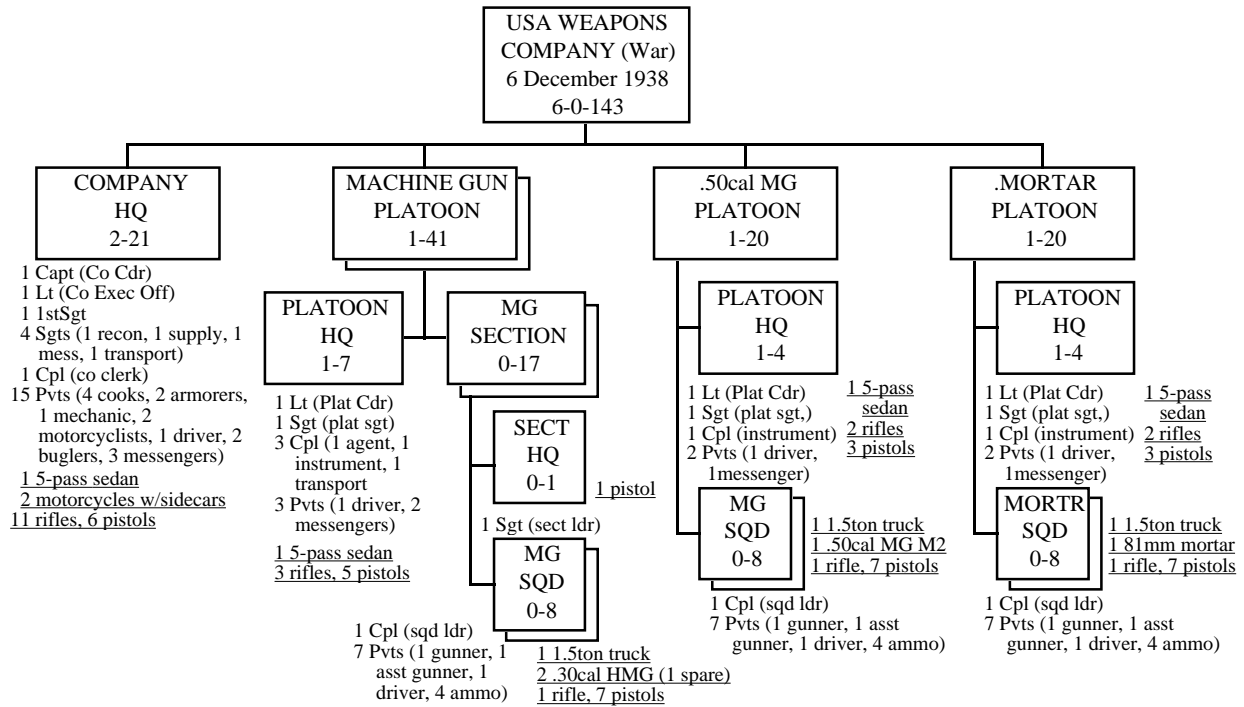 USA WEAPONS
COMPANY (War)
6 December 1938
6-0-143
COMPANY
HQ
2-21
1 Capt (Co Cdr)
1 Lt (Co Exec Off)
1 1stSgt
4 Sgts (1 recon, 1 supply, 1
mess, 1 transport)
1 Cpl (co clerk)
15 Pvts (4 cooks, 2 armorers,
1 mechanic, 2
motorcyclists, 1 driver, 2
buglers, 3 messengers)
1 5-pass sedan
2 motorcycles w/sidecars
11 rifles, 6 pistols
MACHINE GUN
PLATOON
1-41
PLATOON
HQ
1-7
1 Lt (Plat Cdr)
1 Sgt (plat sgt)
3 Cpl (1 agent, 1
instrument, 1
transport
3 Pvts (1 driver, 2
messengers)
1 5-pass sedan
3 rifles, 5 pistols
MG
SECTION
0-17
SECT
HQ
0-1
1 pistol
1 Sgt (sect ldr)
MG
SQD
0-8
1 Cpl (sqd ldr)
7 Pvts (1 gunner, 1
asst gunner, 1
driver, 4 ammo)
1 1.5ton truck
2 .30cal HMG (1 spare)
1 rifle, 7 pistols
.50cal MG
PLATOON
1-20
PLATOON
HQ
1-4
1 Lt (Plat Cdr)
1 Sgt (plat sgt,)
1 Cpl (instrument)
2 Pvts (1 driver,
1messenger)
1 5-pass
sedan
2 rifles
3 pistols
MG
SQD
0-8
1 1.5ton truck
1 .50cal MG M2
1 rifle, 7 pistols
1 Cpl (sqd ldr)
7 Pvts (1 gunner, 1 asst
gunner, 1 driver, 4 ammo)
.MORTAR
PLATOON
1-20
PLATOON
HQ
1-4
1 Lt (Plat Cdr)
1 Sgt (plat sgt,)
1 Cpl (instrument)
2 Pvts (1 driver,
1messenger)
1 5-pass
sedan
2 rifles
3 pistols
MORTR
SQD
0-8
1 1.5ton truck
1 81mm mortar
1 rifle, 7 pistols
1 Cpl (sqd ldr)
7 Pvts (1 gunner, 1 asst
gunner, 1 driver, 4 ammo)